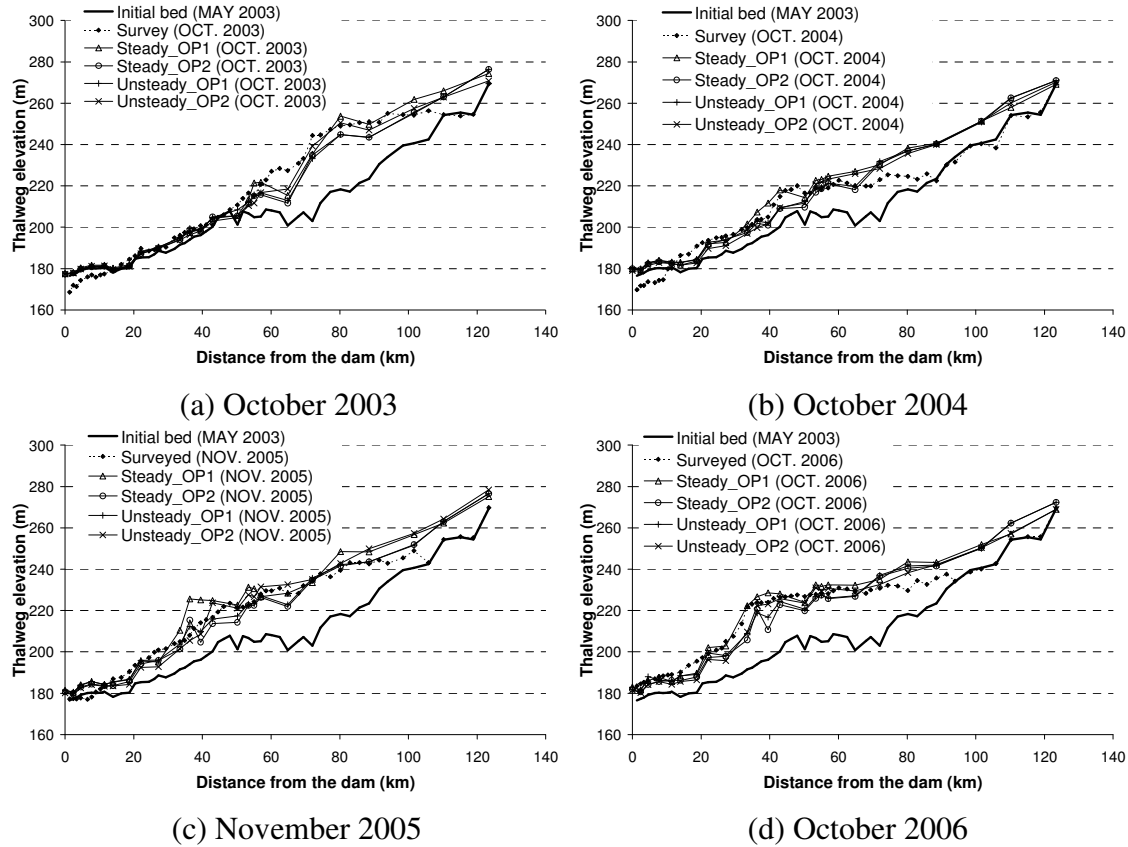 Initial bed (MAY 2003)
Survey (OCT. 2003)
Steady_OP1 (OCT. 2003)
Steady_OP2 (OCT. 2003)
Unsteady_OP1 (OCT. 2003)
Unsteady_OP2 (OCT. 2003)
Thalweg elevation (m)
300
280
260
240
220
200
180
160
0 20 40 60 80 100 120 140
Distance from the dam (km)
(a) October 2003
Initial bed (MAY 2003)
Survey (OCT. 2004)
Steady_OP1 (OCT. 2004)
Steady_OP2 (OCT. 2004)
Unsteady_OP1 (OCT. 2004)
Unsteady_OP2 (OCT. 2004)
Thalweg elevation (m)
300
280
260
240
220
200
180
160
0 20 40 60 80 100 120 140
Distance from the dam (km)
(b) October 2004
Initial bed (MAY 2003)
Surveyed (NOV. 2005)
Steady_OP1 (NOV. 2005)
Steady_OP2 (NOV. 2005)
Unsteady_OP1 (NOV. 2005)
Unsteady_OP2 (NOV. 2005)
Thalweg elevation (m)
300
280
260
240
220
200
180
160
0 20 40 60 80 100 120 140
Distance from the dam (km)
(c) November 2005
Initial bed (MAY 2003)
Surveyed (OCT. 2006)
Steady_OP1 (OCT. 2006)
Steady_OP2 (OCT. 2006)
Unsteady_OP1 (OCT. 2006)
Unsteady_OP2 (OCT. 2006)
Thalweg elevation (m)
300
280
260
240
220
200
180
160
0 20 40 60 80 100 120 140
Distance from the dam (km)
(d) October 2006